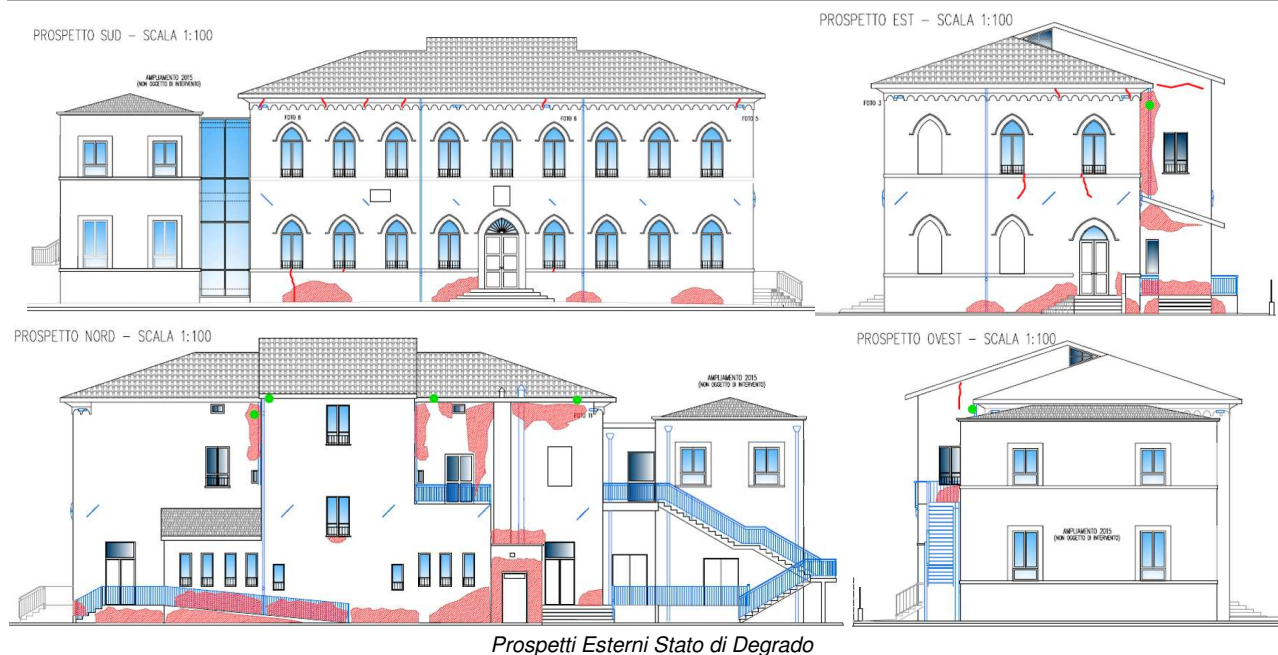 PROSPETTO SUD – SCALA 1:100
AMPLIAMENTO 2015
(NON OGGETTO DI INTERVENTO)
FOTO 8
FOTO 6
FOTO 5
PROSPETTO EST – SCALA 1:100
FOTO 3
PROSPETTO NORD – SCALA 1:100
AMPLIAMENTO 2015
(NON OGGETTO DI INTERVENTO)
FOTO 11
PROSPETTO OVEST – SCALA 1:100
AMPLIAMENTO 2015
(NON OGGETTO DI INTERVENTO)
Prospetti Esterni Stato di Degrado